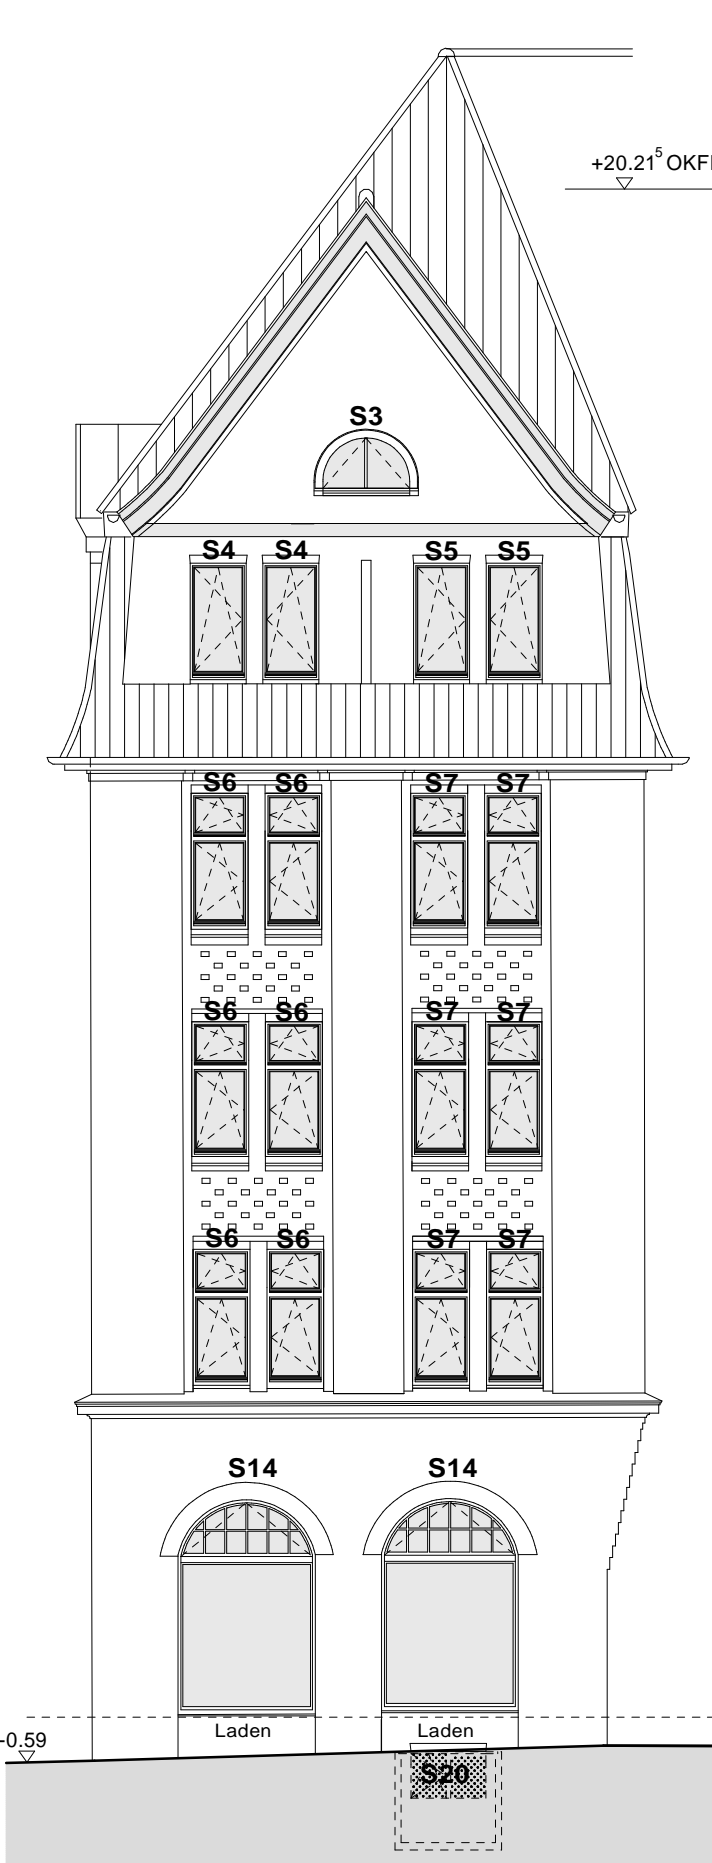 +20.21⁵ OKF
S3
S4 S4 S5 S5
S6 S6 S7 S7
S6 S6 S7 S7
S6 S6 S7 S7
S14 S14
Laden Laden
-0.59
S20